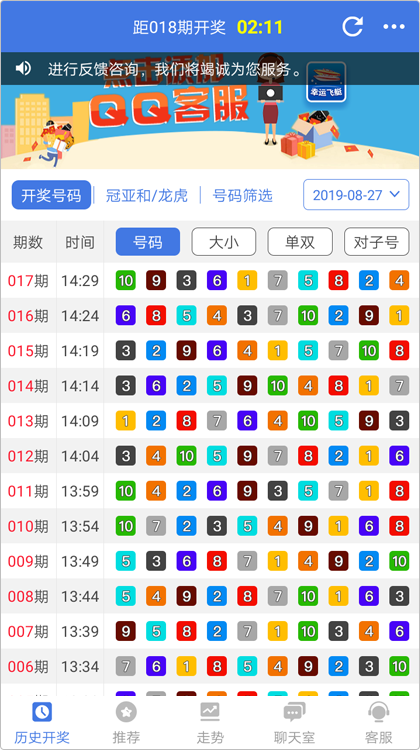 距018期开奖 02:11
进行反馈咨询，我们将竭诚为您服务。
QQ客服
幸运飞艇
开奖号码 冠亚和/龙虎 号码筛选 2019-08-27
期数 时间 号码 大小 单双 对子号
017期 14:29 10 9 3 6 1 7 5 8 2 4
016期 14:24 6 8 5 4 3 7 10 2 9 1
015期 14:19 3 2 9 6 4 1 5 7 10 8
014期 14:14 3 6 2 5 9 10 4 8 1 7
013期 14:09 1 2 8 7 6 4 10 5 9 3
012期 14:04 3 4 10 5 9 7 8 2 1 6
011期 13:59 10 4 2 6 9 3 5 7 1 8
010期 13:54 10 7 2 3 5 4 9 1 6 8
009期 13:49 5 3 6 8 7 1 4 9 2 10
008期 13:44 5 4 9 2 8 7 10 1 6 3
007期 13:39 9 5 8 2 7 1 10 3 4 6
006期 13:34 7 6 1 8 5 4 9 2 3 10
历史开奖 推荐 走势 聊天室 客服